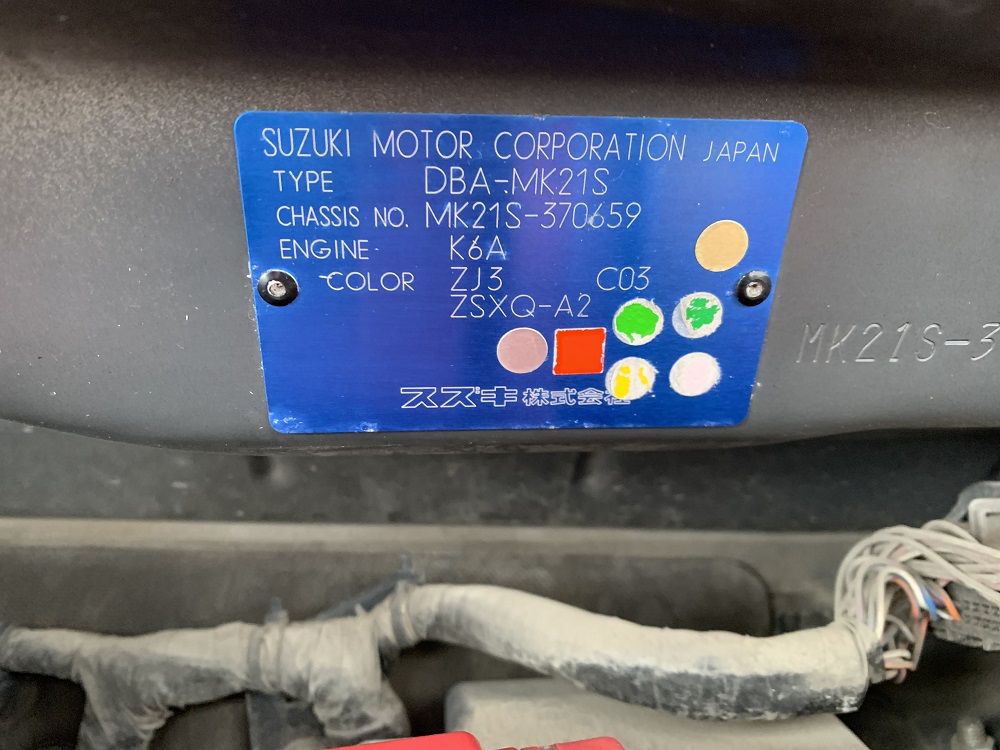 SUZUKI MOTOR CORPORATION JAPAN
TYPE DBA-MK21S
CHASSIS NO. MK21S-370659
ENGINE K6A
COLOR ZJ3 C03
ZSXQ-A2
スズキ株式会社
MK21S-3